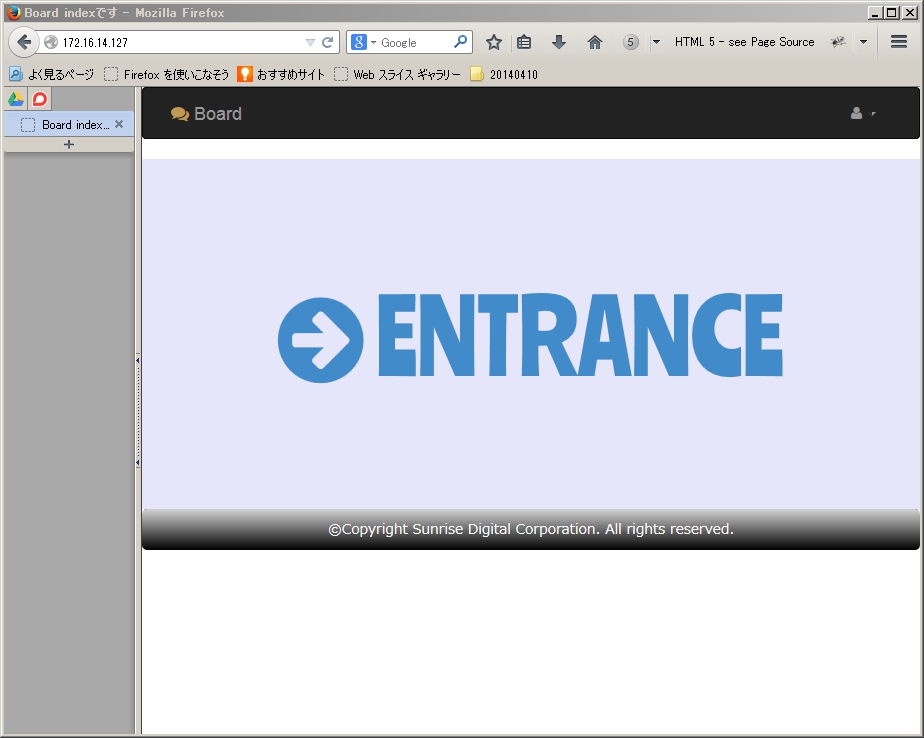 Board indexです - Mozilla Firefox
172.16.14.127
8
Google
5
HTML 5 - see Page Source
よく見るページ
Firefox を使いこなそう
おすすめサイト
Web スライス ギャラリー
20140410
Board index...
Board
ENTRANCE
©Copyright Sunrise Digital Corporation. All rights reserved.